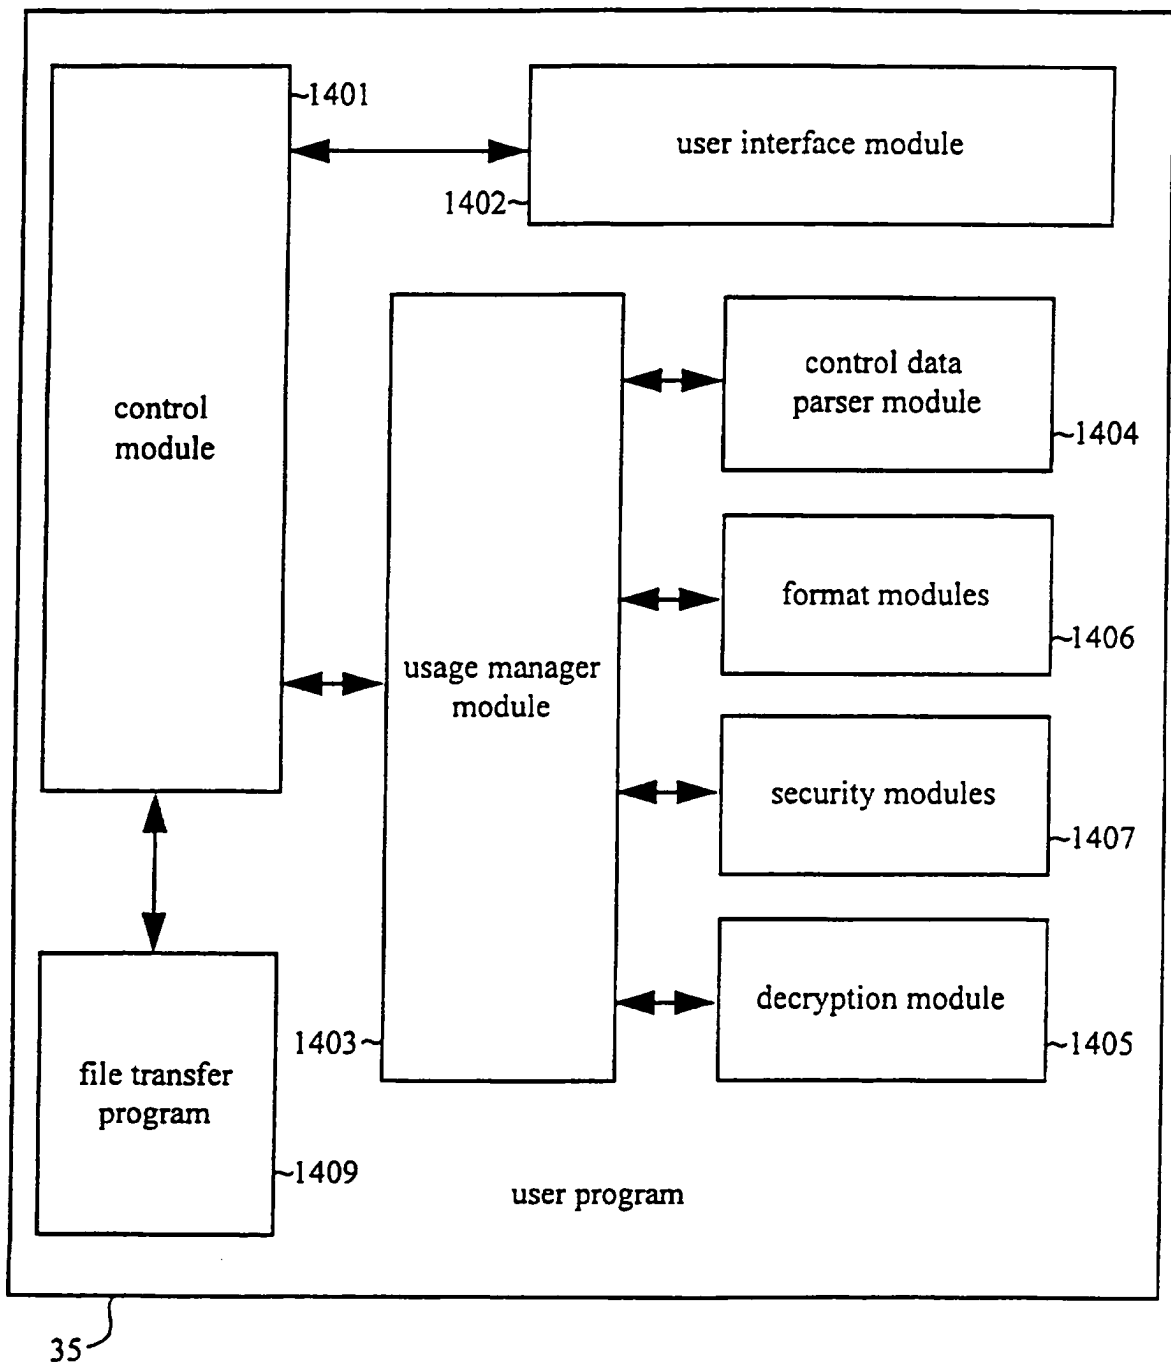 1401
user interface module
1402
control
module
control data
parser module
1404
format modules
1406
usage manager
module
security modules
1407
decryption module
1403
1405
file transfer
program
1409
user program
35